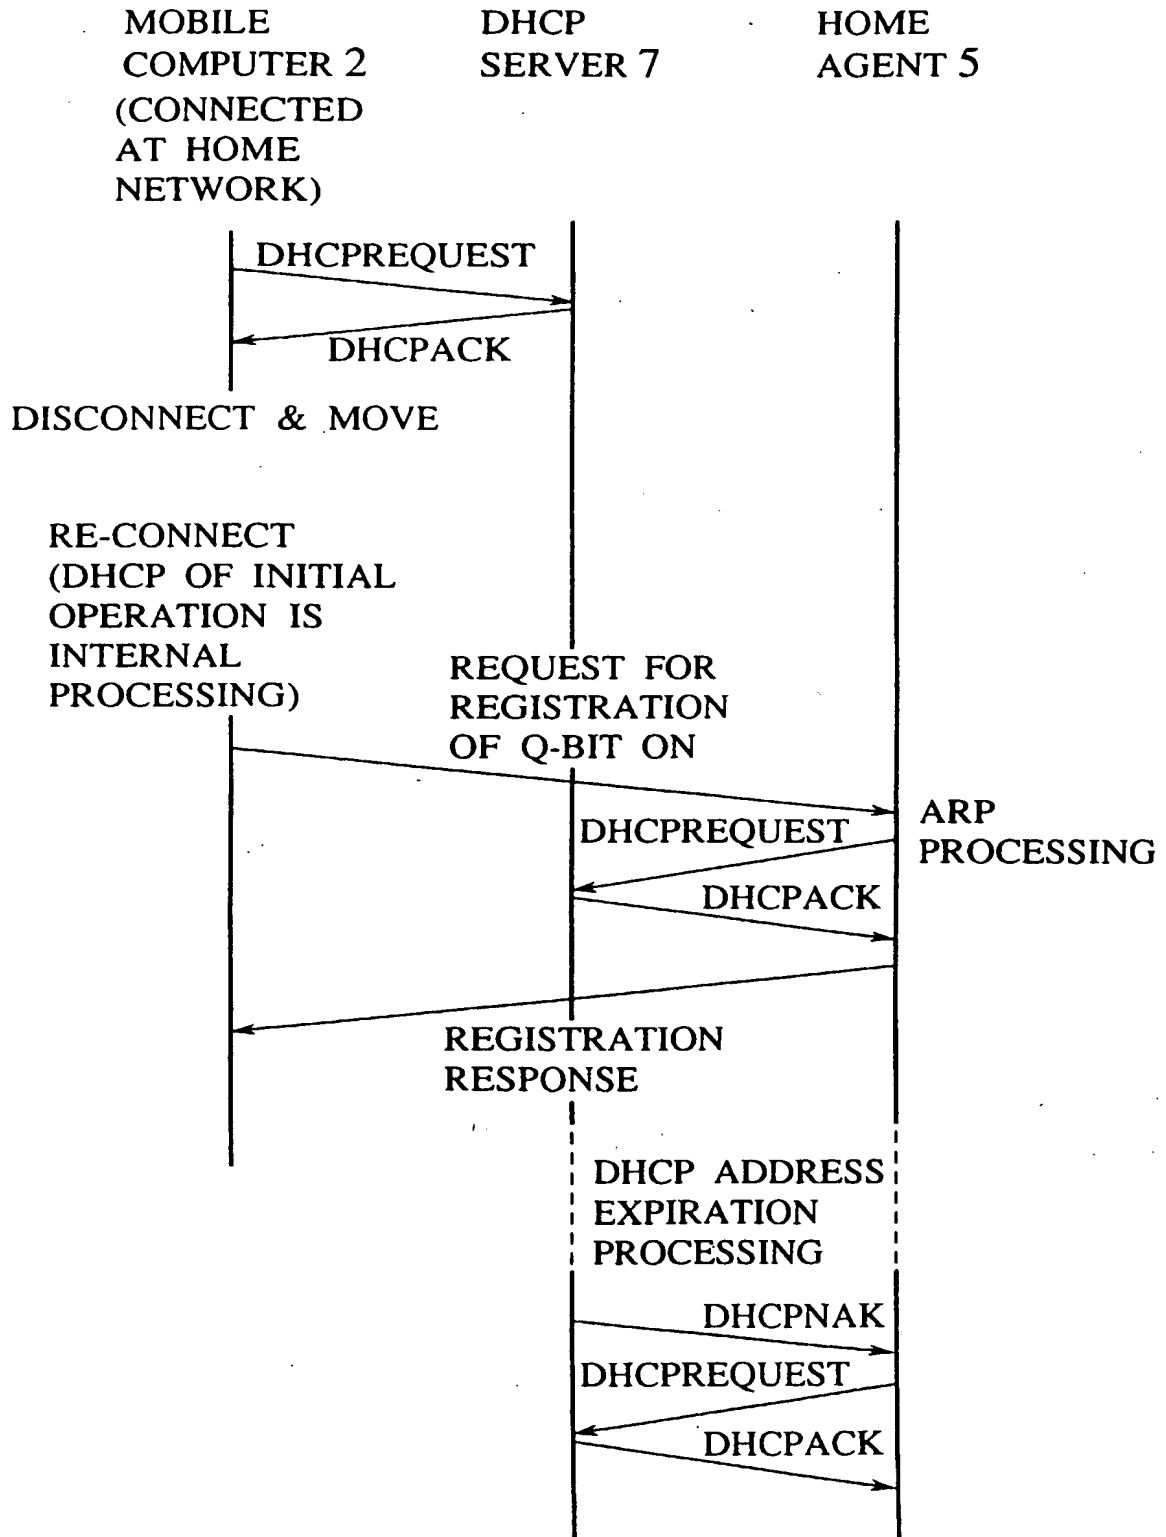 MOBILE
COMPUTER 2
(CONNECTED
AT HOME
NETWORK)
DHCP
SERVER 7
HOME
AGENT 5
DHCPREQUEST
DHCPACK
DISCONNECT & MOVE
RE-CONNECT
(DHCP OF INITIAL
OPERATION IS
INTERNAL
PROCESSING)
REQUEST FOR
REGISTRATION
OF Q-BIT ON
ARP
PROCESSING
DHCPREQUEST
DHCPACK
REGISTRATION
RESPONSE
DHCP ADDRESS
EXPIRATION
PROCESSING
DHCPNAK
DHCPREQUEST
DHCPACK